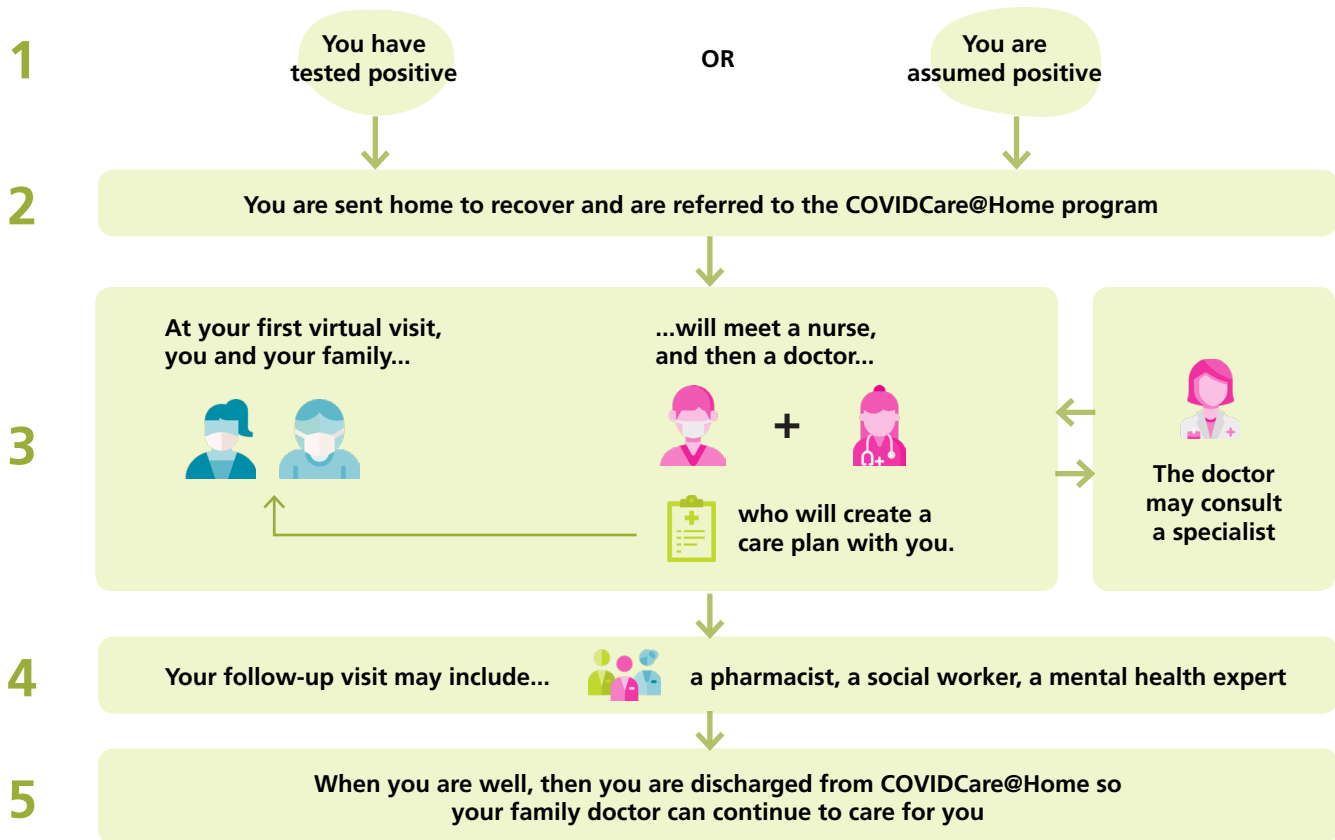 1
You have
tested positive
OR
You are
assumed positive
2
You are sent home to recover and are referred to the COVIDCare@Home program
3
At your first virtual visit,
you and your family...
...will meet a nurse,
and then a doctor...
+
who will create a
care plan with you.
The doctor
may consult
a specialist
4
Your follow-up visit may include...
a pharmacist, a social worker, a mental health expert
5
When you are well, then you are discharged from COVIDCare@Home so
your family doctor can continue to care for you